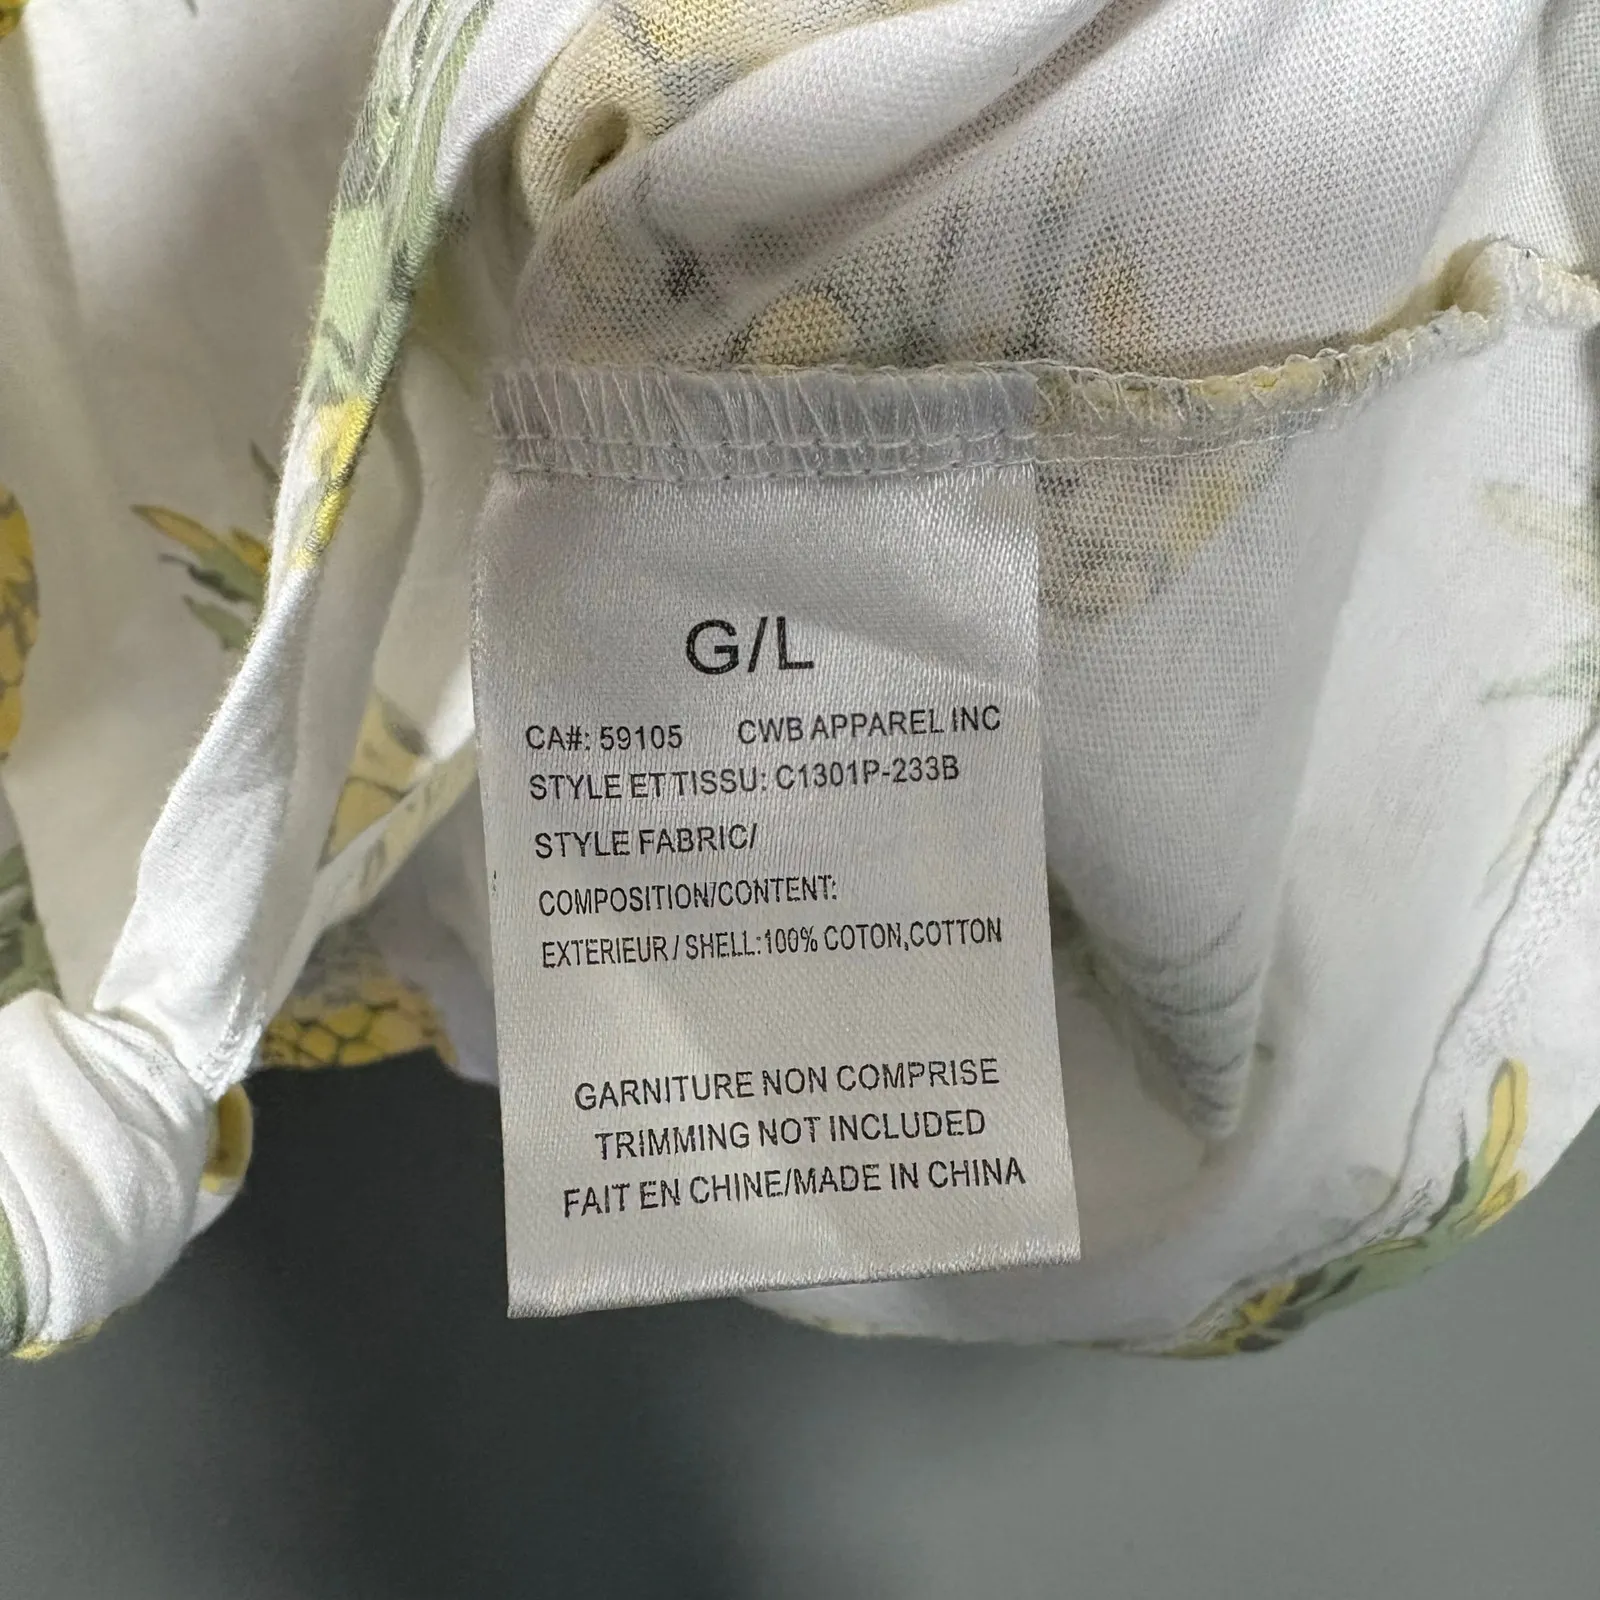 G/L
CA#: 59105 CWB APPAREL INC
STYLE ET TISSU: C1301P-233B
STYLE FABRIC/
COMPOSITION/CONTENT:
EXTERIEUR / SHELL:100% COTON,COTTON
GARNITURE NON COMPRISE
TRIMMING NOT INCLUDED
FAIT EN CHINE/MADE IN CHINA